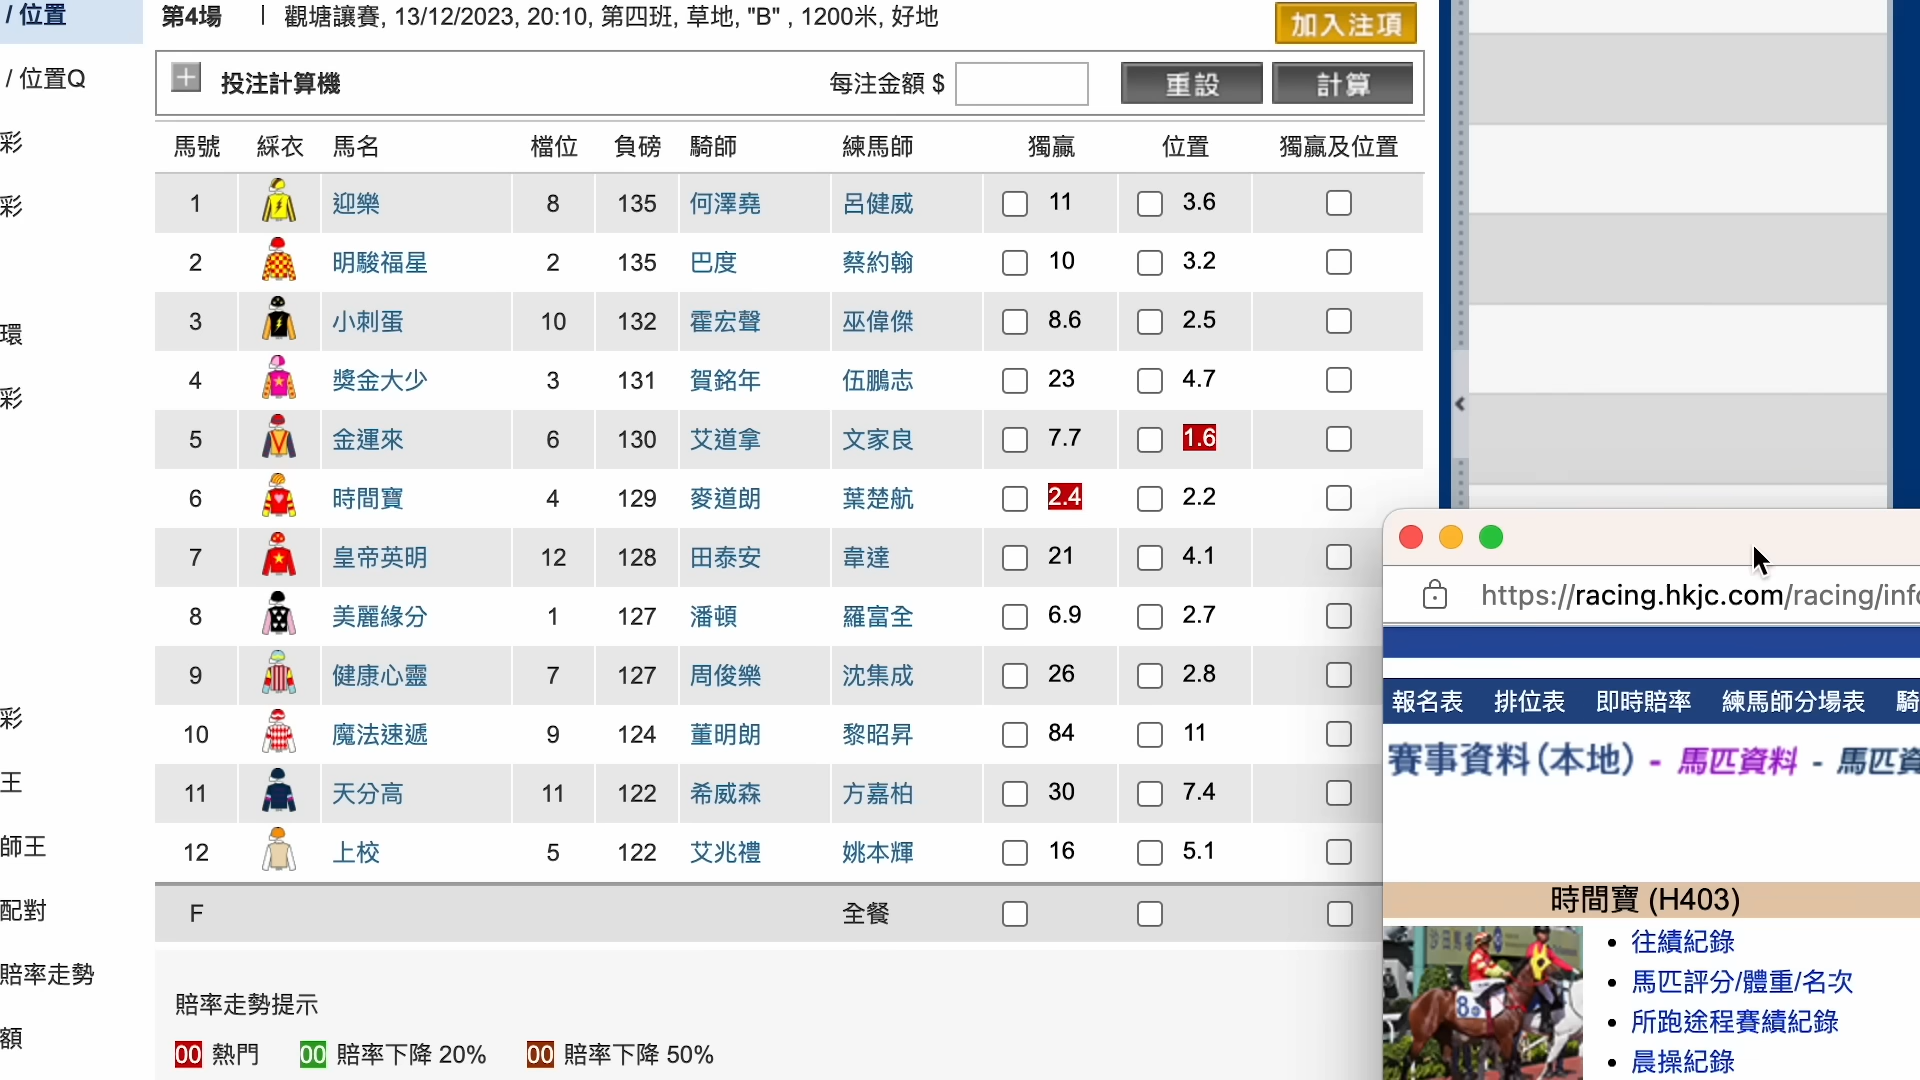 / 位置
第4場 | 觀塘讓賽, 13/12/2023, 20:10, 第四班, 草地, "B" , 1200米, 好地
加入注項
/ 位置Q
投注計算機 每注金額 $ 重設 計算
彩
馬號 綵衣 馬名 檔位 負磅 騎師 練馬師 獨贏 位置 獨贏及位置
1 迎樂 8 135 何澤堯 呂健威 11 3.6
彩
2 明駿福星 2 135 巴度 蔡約翰 10 3.2
3 小刺蛋 10 132 霍宏聲 巫偉傑 8.6 2.5
環
4 獎金大少 3 131 賀銘年 伍鵬志 23 4.7
彩
5 金運來 6 130 艾道拿 文家良 7.7 1.6
6 時間寶 4 129 麥道朗 葉楚航 2.4 2.2
7 皇帝英明 12 128 田泰安 韋達 21 4.1
8 美麗緣分 1 127 潘頓 羅富全 6.9 2.7
9 健康心靈 7 127 周俊樂 沈集成 26 2.8
彩
10 魔法速遞 9 124 董明朗 黎昭昇 84 11
王
11 天分高 11 122 希威森 方嘉柏 30 7.4
師王
12 上校 5 122 艾兆禮 姚本輝 16 5.1
配對
F 全餐
賠率走勢
賠率走勢提示
額
00 熱門 00 賠率下降 20% 00 賠率下降 50%
https://racing.hkjc.com/racing/info
報名表 排位表 即時賠率 練馬師分場表 騎
賽事資料(本地) - 馬匹資料 - 馬匹資
時間寶 (H403)
8
• 往績紀錄
• 馬匹評分/體重/名次
• 所跑途程賽績紀錄
• 晨操紀錄